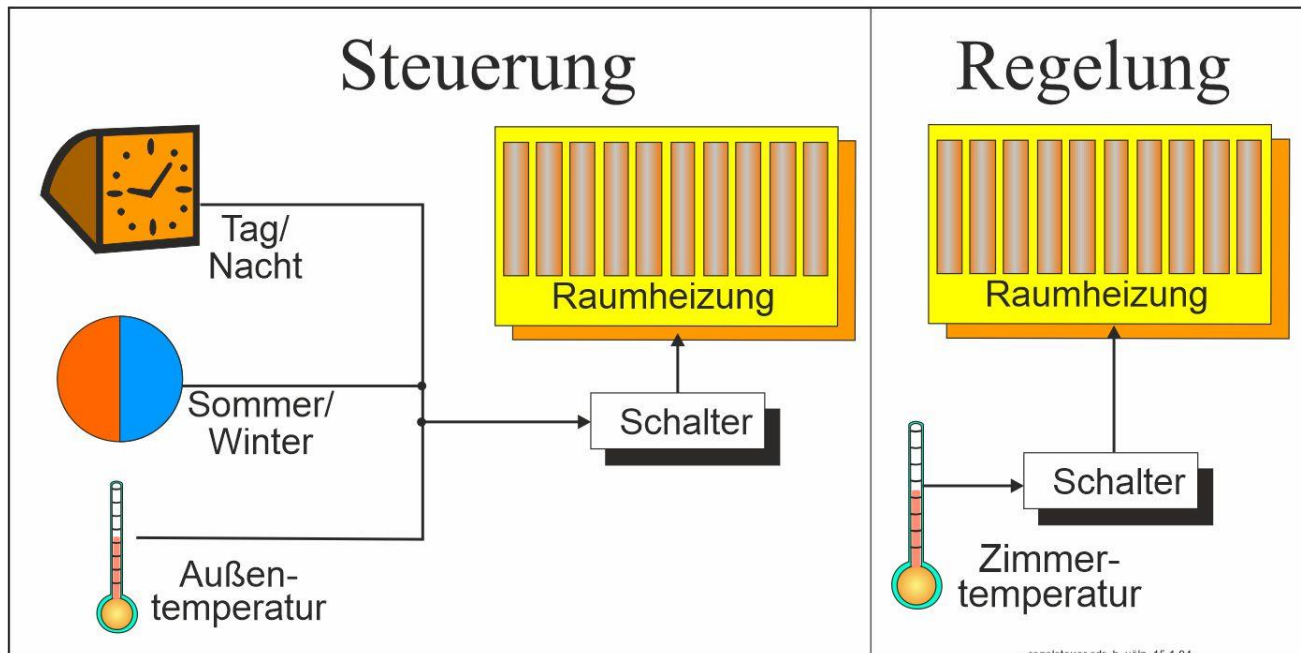 Steuerung
Tag/
Nacht
Raumheizung
Sommer/
Winter
Schalter
Außen-
temperatur
Regelung
Raumheizung
Schalter
Zimmer-
temperatur